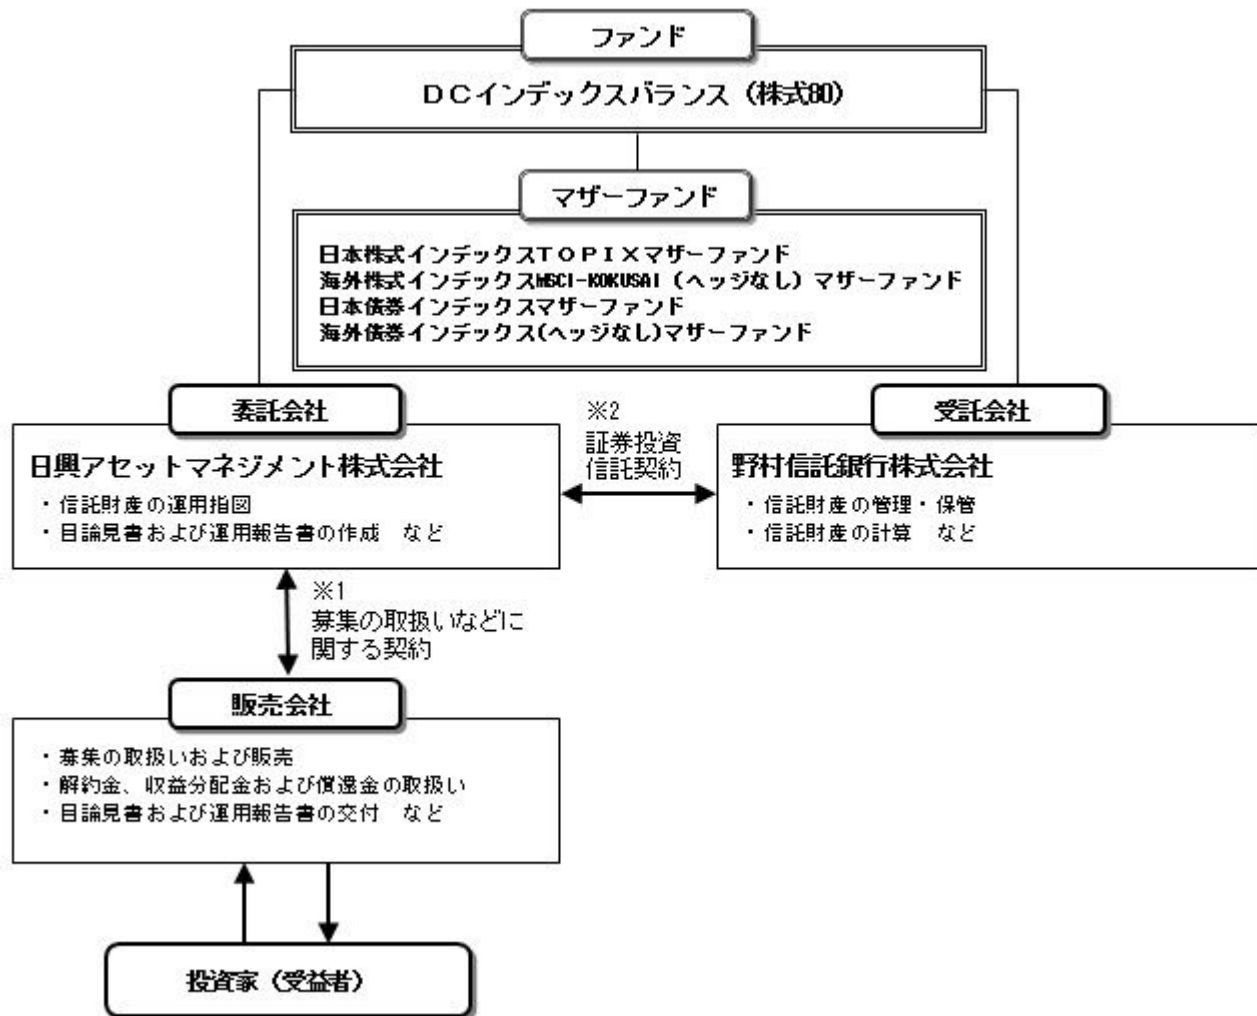 ファンド
DCインデックスバランス（株式80）
マザーファンド
日本株式インデックスTOPIXマザーファンド
海外株式インデックスMSCI-KOKUSAI（ヘッジなし）マザーファンド
日本債券インデックスマザーファンド
海外債券インデックス(ヘッジなし)マザーファンド
委託会社
日興アセットマネジメント株式会社
・信託財産の運用指図
・目論見書および運用報告書の作成　など
※2
証券投資
信託契約
受託会社
野村信託銀行株式会社
・信託財産の管理・保管
・信託財産の計算　など
※1
募集の取扱いなどに
関する契約
販売会社
・募集の取扱いおよび販売
・解約金、収益分配金および償還金の取扱い
・目論見書および運用報告書の交付　など
投資家（受益者）